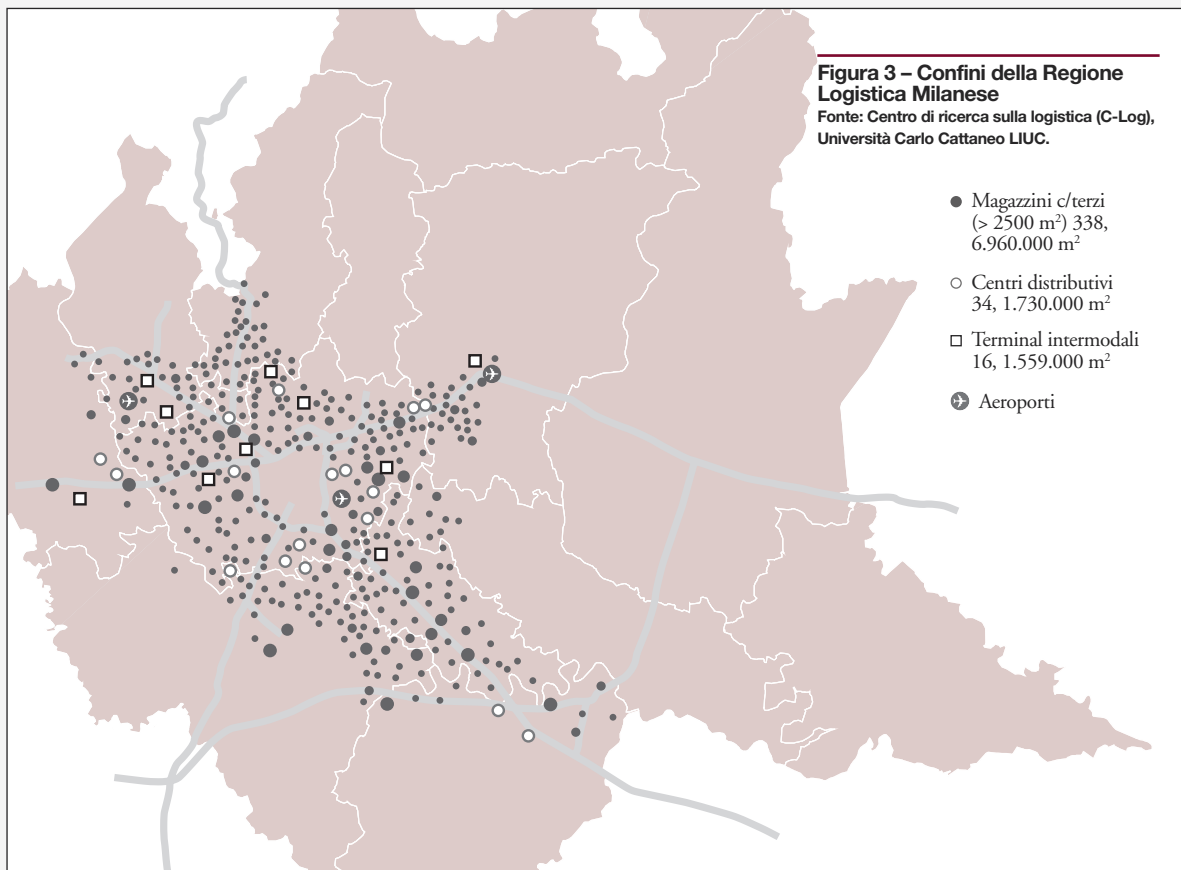 Figura 3 – Confini della Regione
Logistica Milanese
Fonte: Centro di ricerca sulla logistica (C-Log),
Università Carlo Cattaneo LIUC.
Magazzini c/terzi
(> 2500 m²) 338,
6.960.000 m²
Centri distributivi
34, 1.730.000 m²
Terminal intermodali
16, 1.559.000 m²
Aeroporti